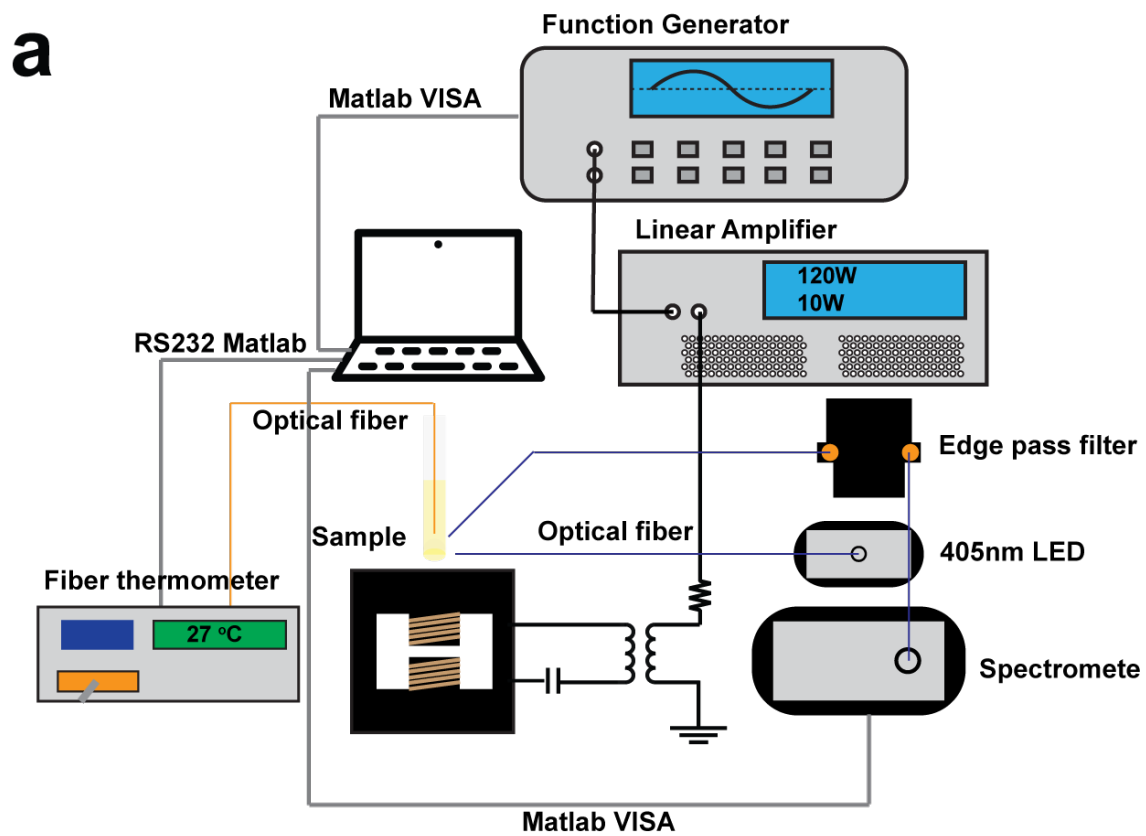 a
Function Generator
Matlab VISA
Linear Amplifier
120W
10W
RS232 Matlab
Optical fiber
Edge pass filter
Sample
Optical fiber
405nm LED
Fiber thermometer
27 °C
Spectromete
Matlab VISA